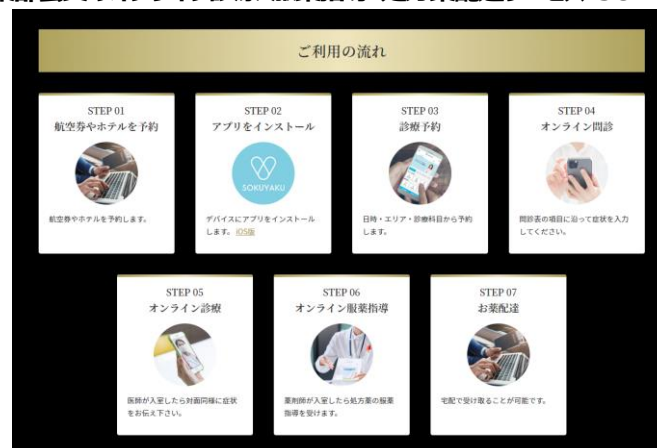 ご利用の流れ
STEP 01
航空券やホテルを予約
航空券やホテルを予約します。
STEP 02
アプリをインストール
SOKUYAKU
デバイスにアプリをインストール
します。 iOS版
STEP 03
診療予約
日時・エリア・診療科目から予約
します。
STEP 04
オンライン問診
問診表の項目に沿って症状を入力
してください。
STEP 05
オンライン診療
医師が入室したら対面同様に症状
をお伝え下さい。
STEP 06
オンライン服薬指導
薬剤師が入室したら処方薬の服薬
指導を受けます。
STEP 07
お薬配達
宅配で受け取ることが可能です。